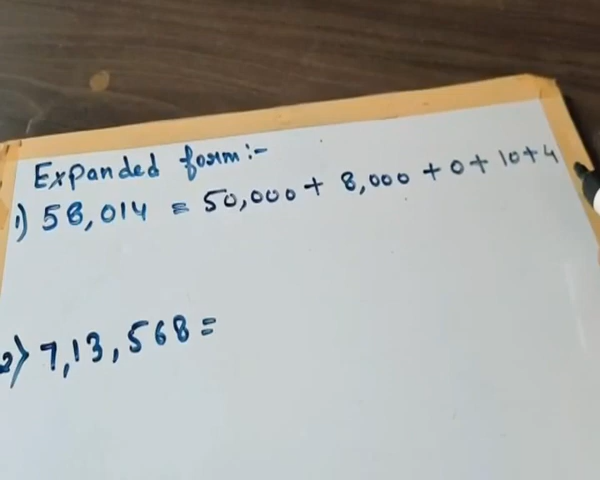 Expanded form:-
1) 58,014 = 50,000 + 8,000 + 0 + 10 + 4
2) 7,13,568 =